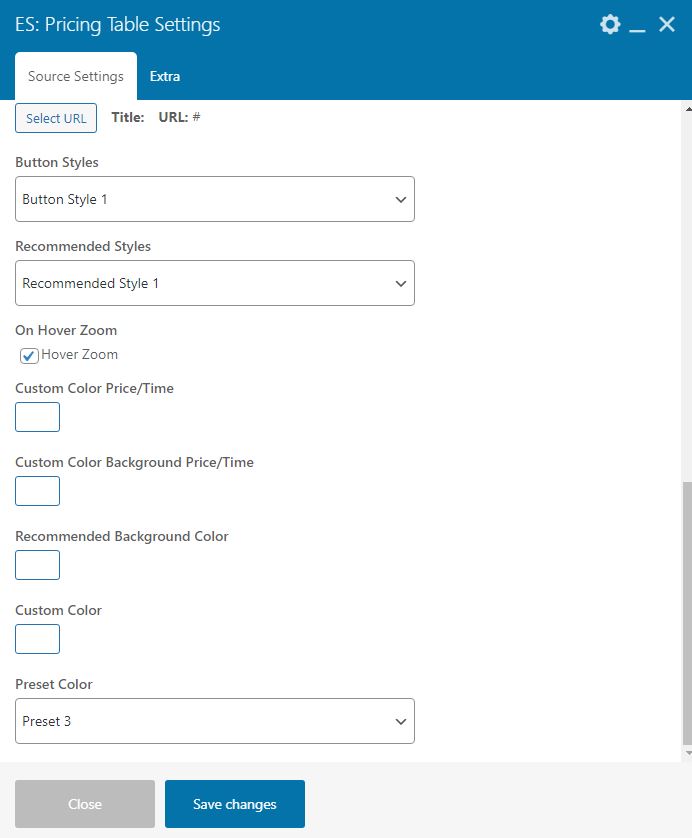 ES: Pricing Table Settings
Source Settings Extra
Select URL Title: URL: #
Button Styles
Button Style 1
Recommended Styles
Recommended Style 1
On Hover Zoom
Hover Zoom
Custom Color Price/Time
Custom Color Background Price/Time
Recommended Background Color
Custom Color
Preset Color
Preset 3
Close Save changes